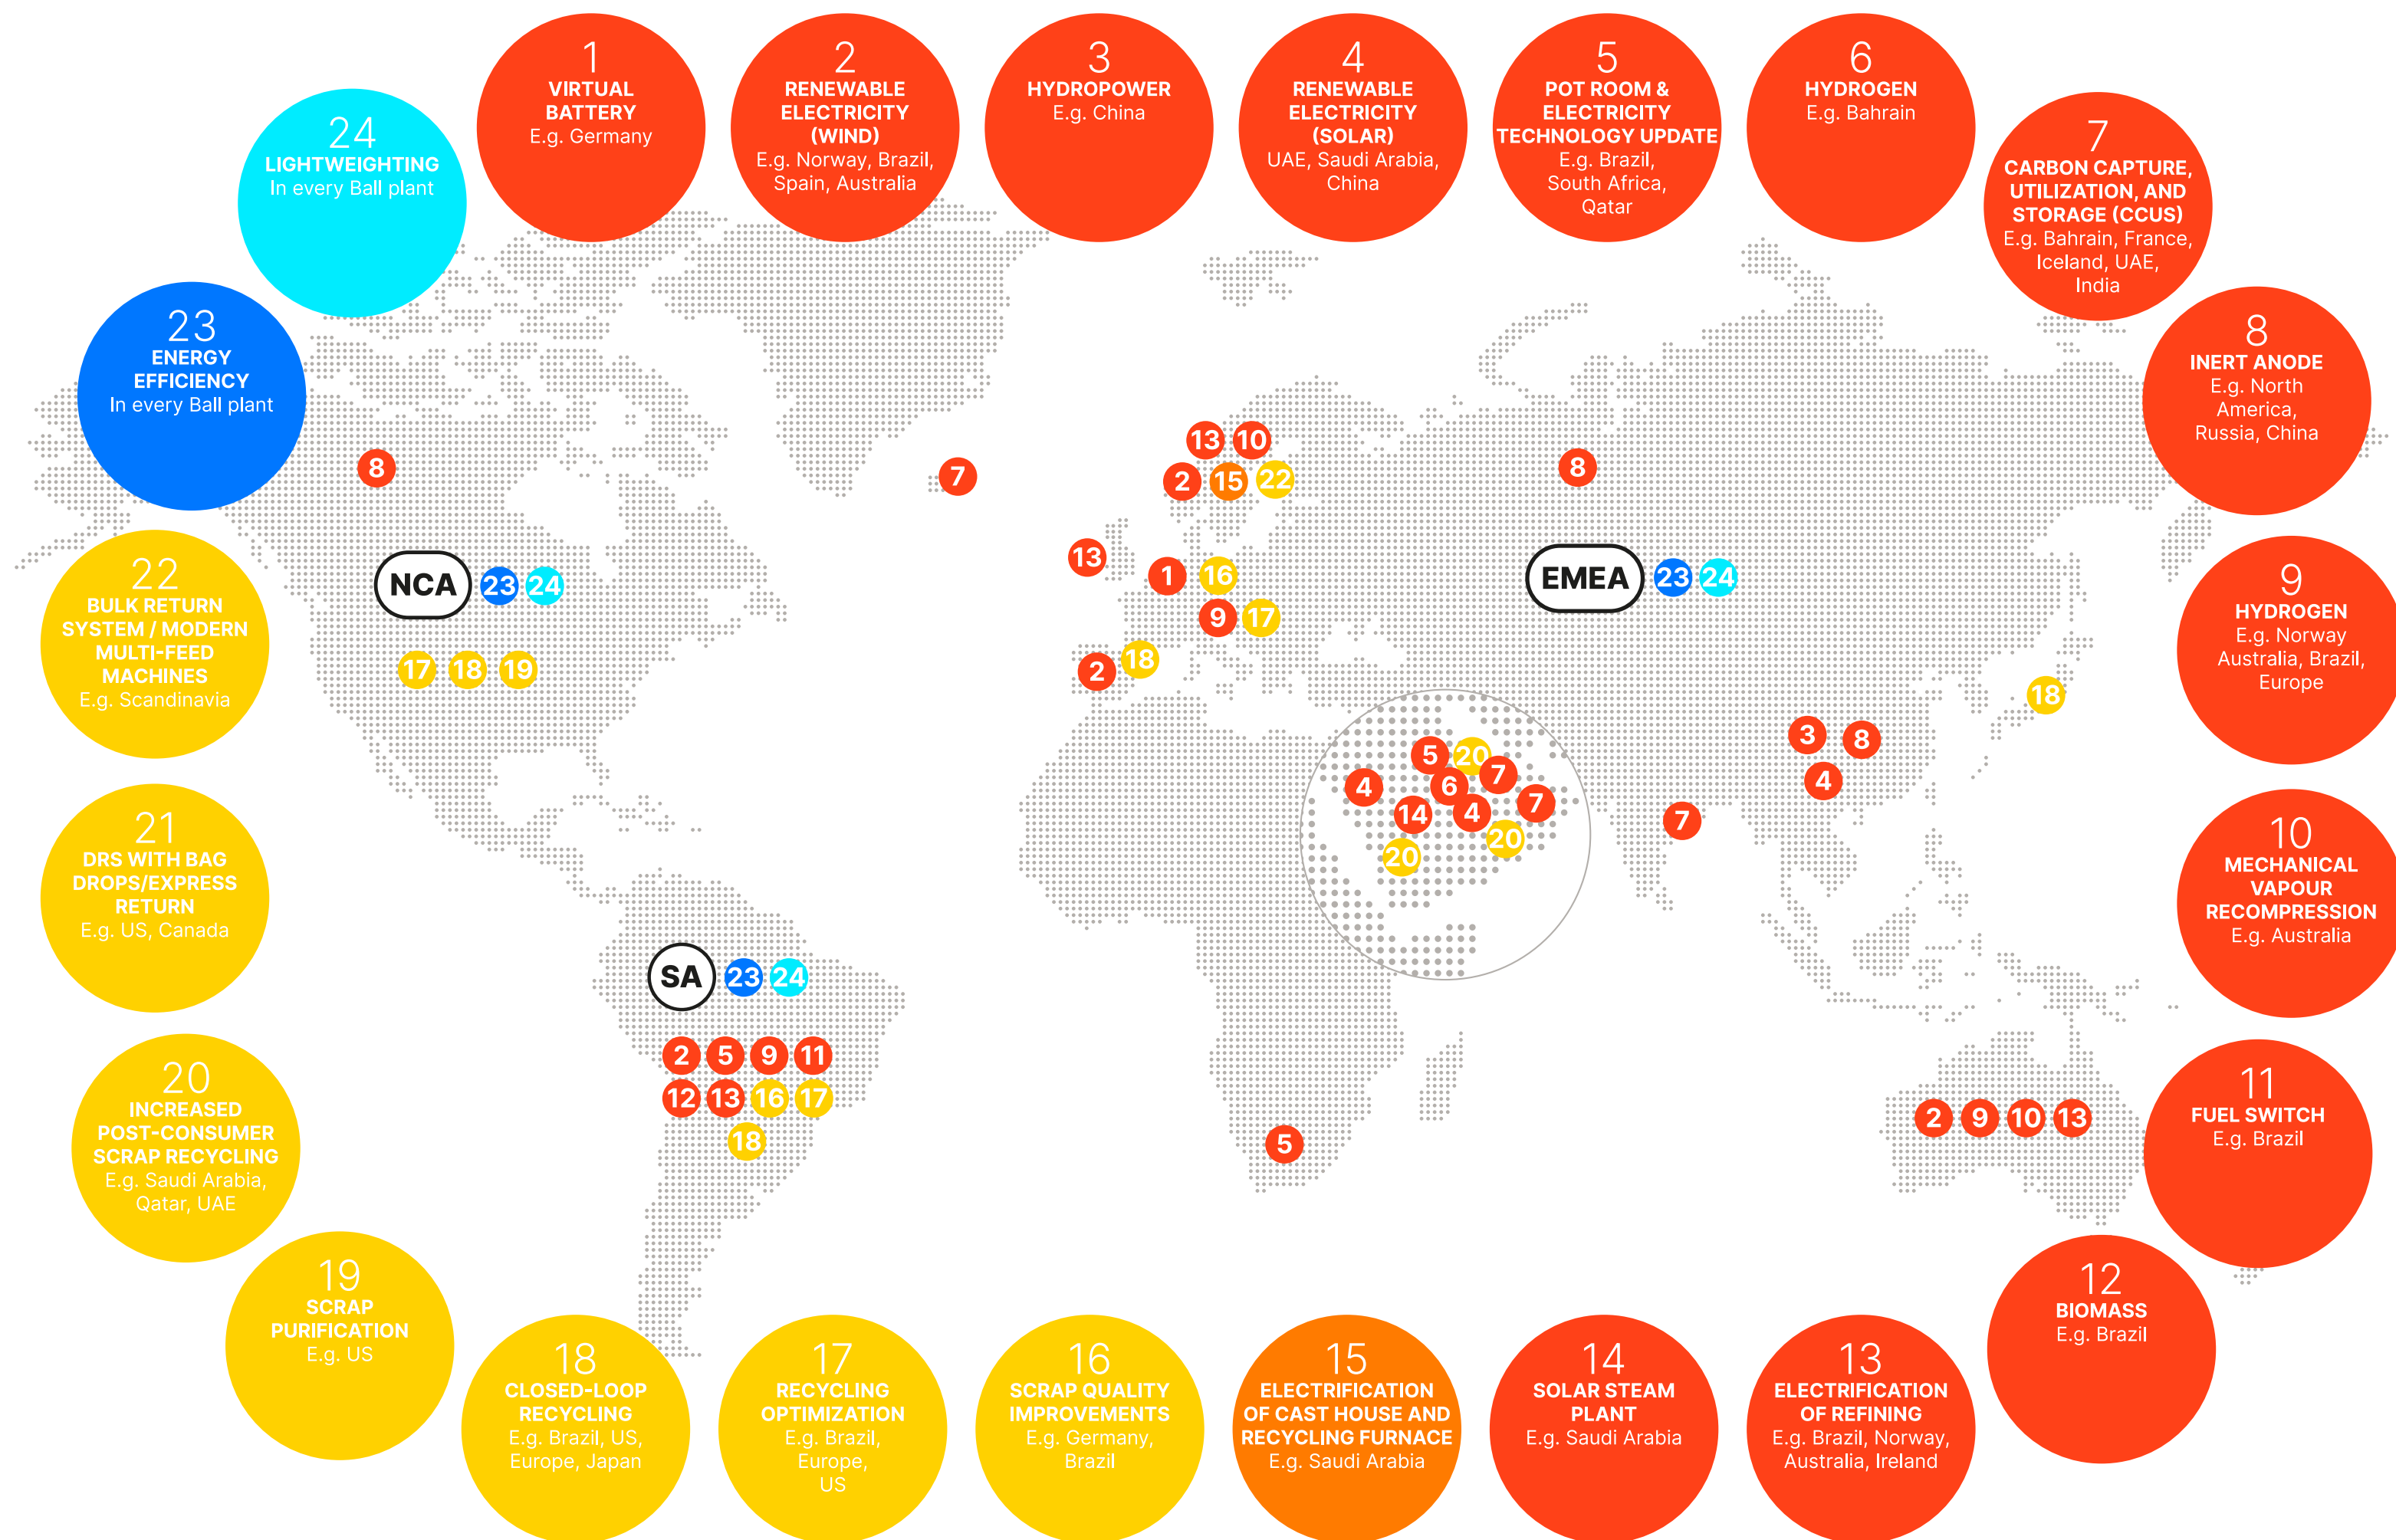 1
VIRTUAL
BATTERY
E.g. Germany
2
RENEWABLE
ELECTRICITY
(WIND)
E.g. Norway, Brazil,
Spain, Australia
3
HYDROPOWER
E.g. China
4
RENEWABLE
ELECTRICITY
(SOLAR)
UAE, Saudi Arabia,
China
5
POT ROOM &
ELECTRICITY
TECHNOLOGY UPDATE
E.g. Brazil,
South Africa,
Qatar
6
HYDROGEN
E.g. Bahrain
7
CARBON CAPTURE,
UTILIZATION, AND
STORAGE (CCUS)
E.g. Bahrain, France,
Iceland, UAE,
India
8
INERT ANODE
E.g. North
America,
Russia, China
9
HYDROGEN
E.g. Norway
Australia, Brazil,
Europe
10
MECHANICAL
VAPOUR
RECOMPRESSION
E.g. Australia
11
FUEL SWITCH
E.g. Brazil
12
BIOMASS
E.g. Brazil
13
ELECTRIFICATION
OF REFINING
E.g. Brazil, Norway,
Australia, Ireland
14
SOLAR STEAM
PLANT
E.g. Saudi Arabia
15
ELECTRIFICATION
OF CAST HOUSE AND
RECYCLING FURNACE
E.g. Saudi Arabia
16
SCRAP QUALITY
IMPROVEMENTS
E.g. Germany,
Brazil
17
RECYCLING
OPTIMIZATION
E.g. Brazil,
Europe,
US
18
CLOSED-LOOP
RECYCLING
E.g. Brazil, US,
Europe, Japan
19
SCRAP
PURIFICATION
E.g. US
20
INCREASED
POST-CONSUMER
SCRAP RECYCLING
E.g. Saudi Arabia,
Qatar, UAE
21
DRS WITH BAG
DROPS/EXPRESS
RETURN
E.g. US, Canada
22
BULK RETURN
SYSTEM / MODERN
MULTI-FEED
MACHINES
E.g. Scandinavia
23
ENERGY
EFFICIENCY
In every Ball plant
24
LIGHTWEIGHTING
In every Ball plant
8
NCA 23 24
17 18 19
SA 23 24
2 5 9 11
12 13 16 17
18
7
13 10
2 15 22
13
1 16
9 17
2 18
8
EMEA 23 24
5 20 7
4 6
14 4 7
20 20
7
3 8
4
18
5
2 9 10 13